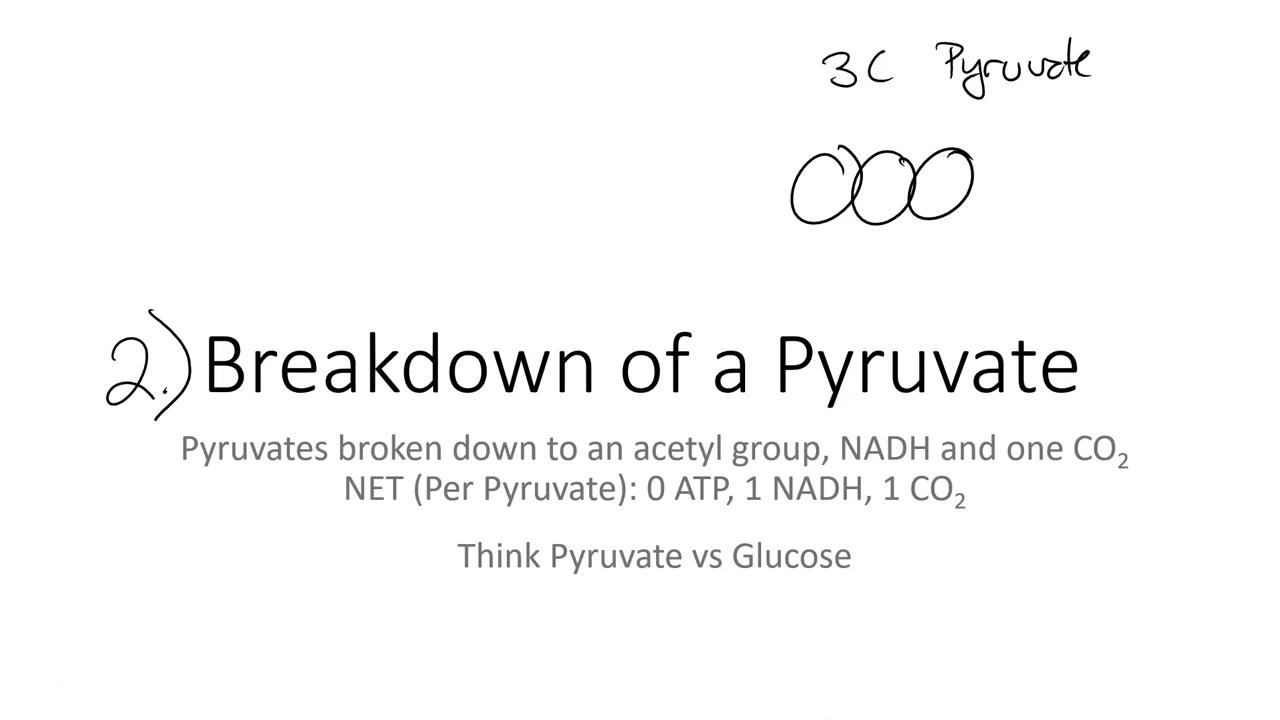 3C Pyruvate
2.) Breakdown of a Pyruvate
Pyruvates broken down to an acetyl group, NADH and one CO₂
NET (Per Pyruvate): 0 ATP, 1 NADH, 1 CO₂
Think Pyruvate vs Glucose